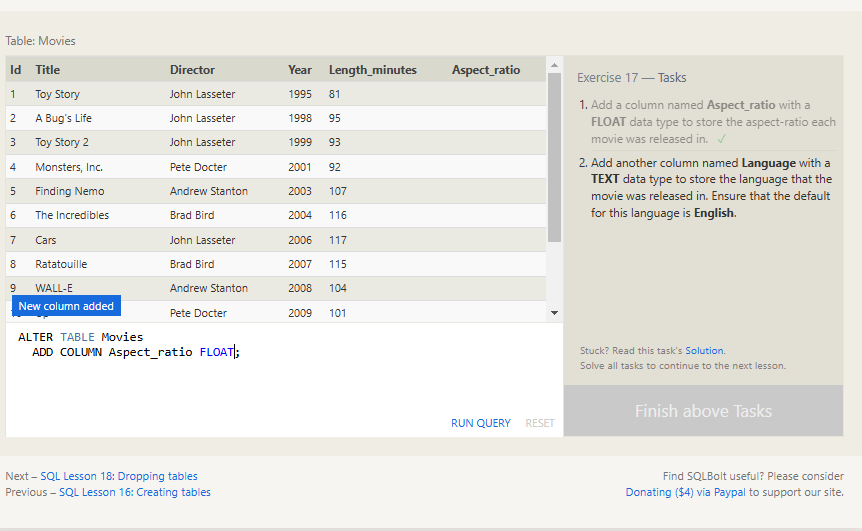 Table: Movies
Id Title Director Year Length_minutes Aspect_ratio
1 Toy Story John Lasseter 1995 81
2 A Bug's Life John Lasseter 1998 95
3 Toy Story 2 John Lasseter 1999 93
4 Monsters, Inc. Pete Docter 2001 92
5 Finding Nemo Andrew Stanton 2003 107
6 The Incredibles Brad Bird 2004 116
7 Cars John Lasseter 2006 117
8 Ratatouille Brad Bird 2007 115
9 WALL-E Andrew Stanton 2008 104
Pete Docter 2009 101
New column added
ALTER TABLE Movies
ADD COLUMN Aspect_ratio FLOAT;
RUN QUERY RESET
Exercise 17 — Tasks
1. Add a column named Aspect_ratio with a
FLOAT data type to store the aspect-ratio each
movie was released in. ✓
2. Add another column named Language with a
TEXT data type to store the language that the
movie was released in. Ensure that the default
for this language is English.
Stuck? Read this task's Solution.
Solve all tasks to continue to the next lesson.
Finish above Tasks
Next – SQL Lesson 18: Dropping tables
Previous – SQL Lesson 16: Creating tables
Find SQLBolt useful? Please consider
Donating ($4) via Paypal to support our site.